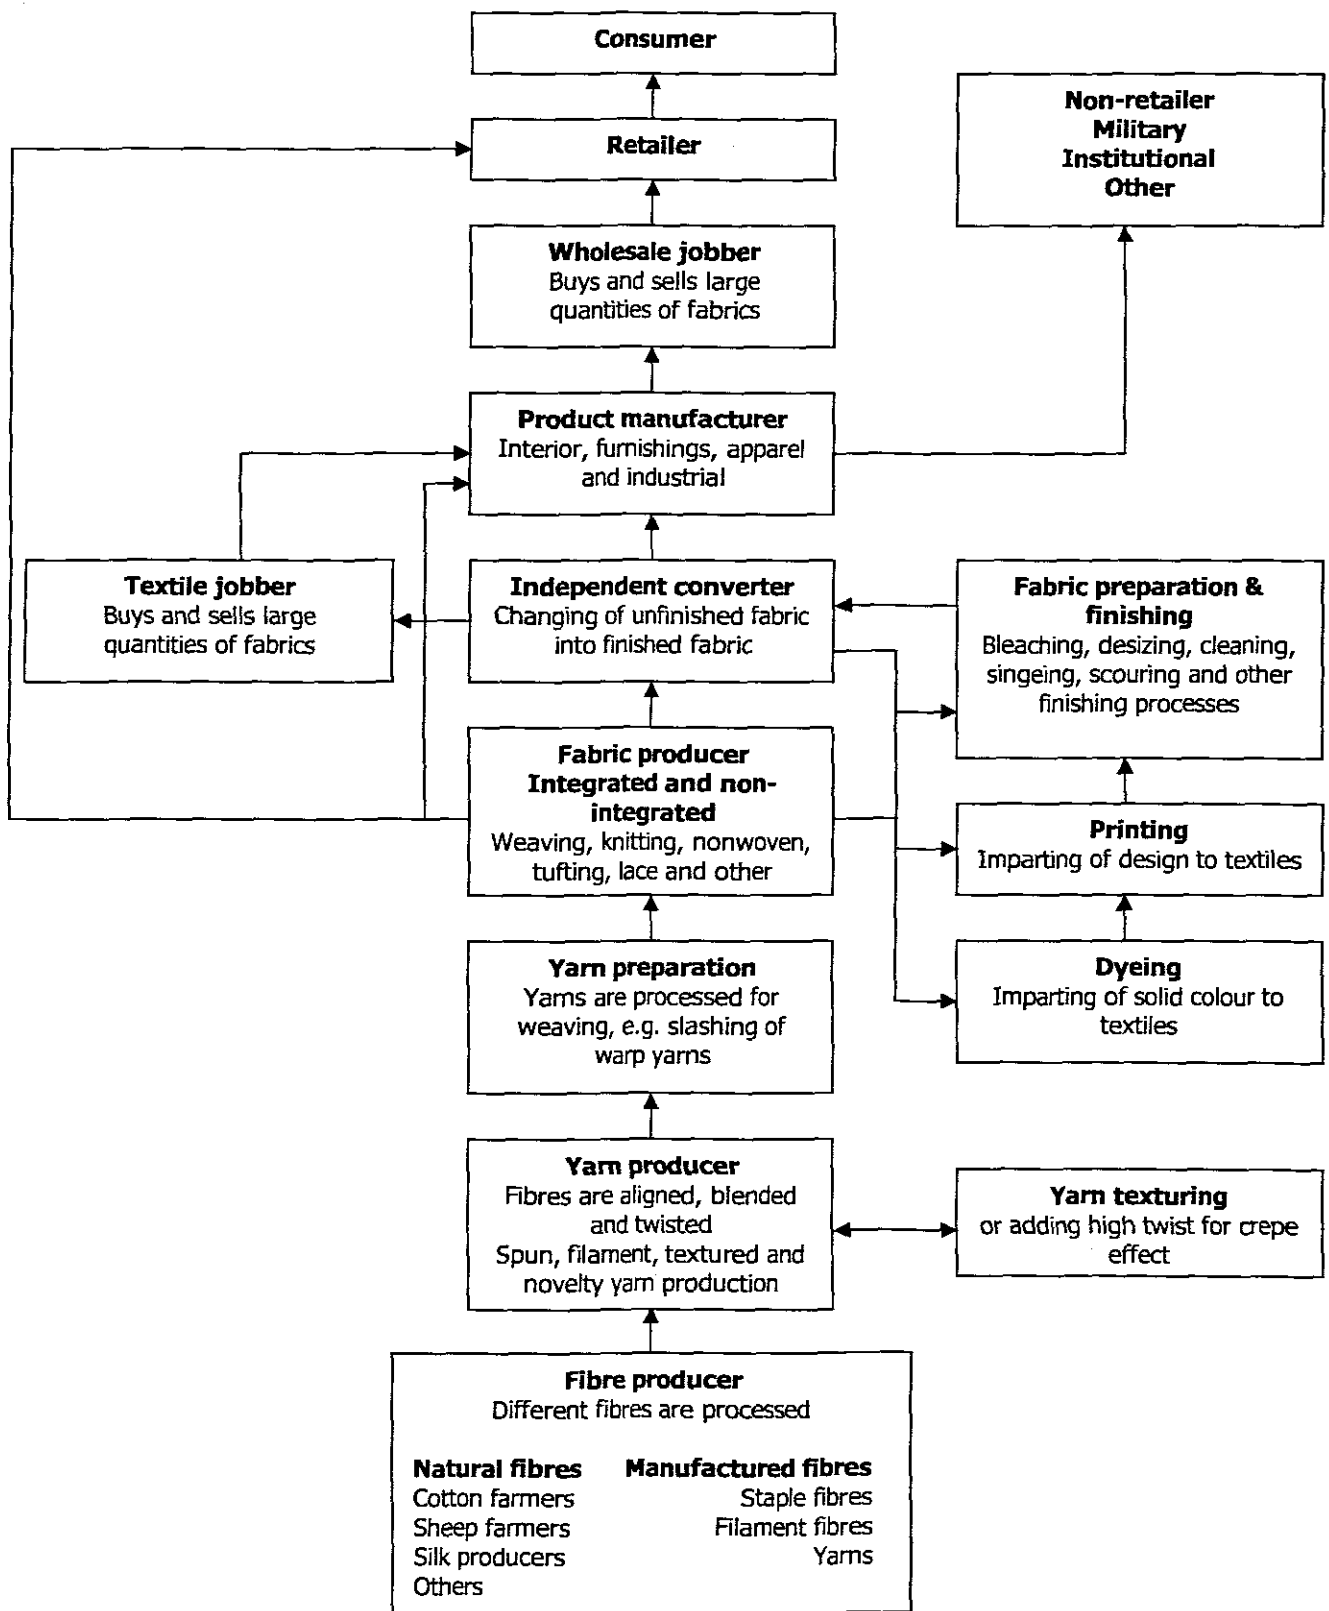 Consumer
Retailer
Non-retailer
Military
Institutional
Other
Wholesale jobber
Buys and sells large
quantities of fabrics
Product manufacturer
Interior, furnishings, apparel
and industrial
Textile jobber
Buys and sells large
quantities of fabrics
Independent converter
Changing of unfinished fabric
into finished fabric
Fabric preparation &
finishing
Bleaching, desizing, cleaning,
singeing, scouring and other
finishing processes
Fabric producer
Integrated and non-
integrated
Weaving, knitting, nonwoven,
tufting, lace and other
Printing
Imparting of design to textiles
Yarn preparation
Yarns are processed for
weaving, e.g. slashing of
warp yarns
Dyeing
Imparting of solid colour to
textiles
Yarn producer
Fibres are aligned, blended
and twisted
Spun, filament, textured and
novelty yarn production
Yarn texturing
or adding high twist for crepe
effect
Fibre producer
Different fibres are processed
Natural fibres
Cotton farmers
Sheep farmers
Silk producers
Others
Manufactured fibres
Staple fibres
Filament fibres
Yarns